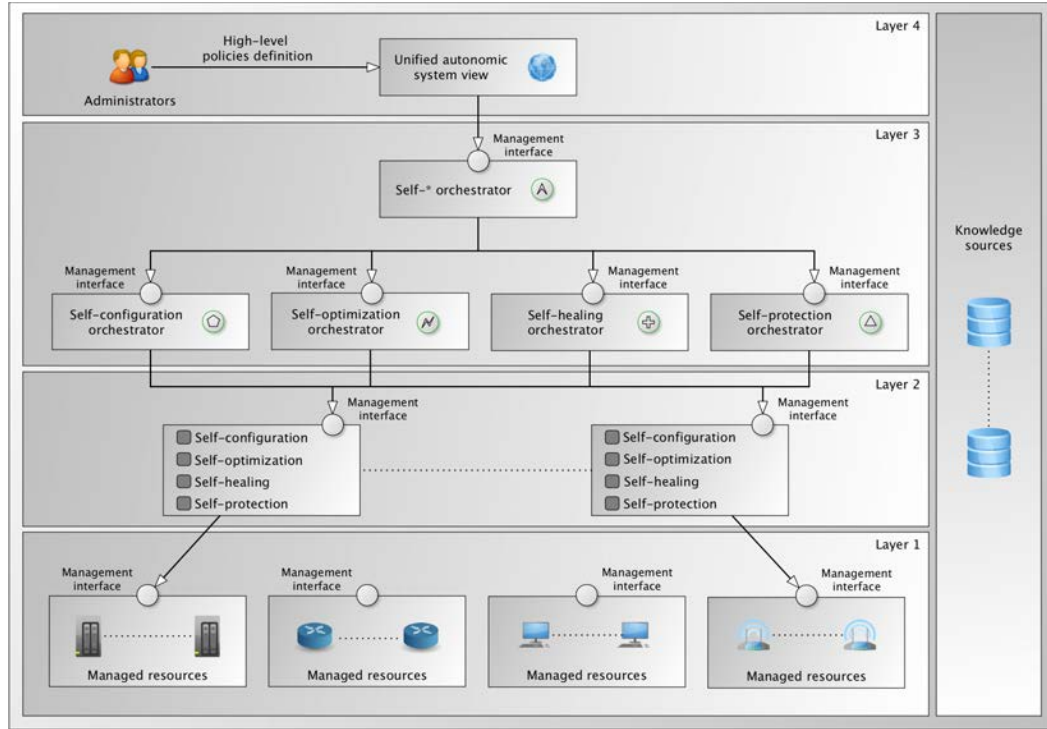 Layer 4
High-level
policies definition
Administrators
Unified autonomic
system view
Layer 3
Management
interface
Self-* orchestrator
Management
interface
Self-configuration
orchestrator
Management
interface
Self-optimization
orchestrator
Management
interface
Self-healing
orchestrator
Management
interface
Self-protection
orchestrator
Layer 2
Management
interface
Self-configuration
Self-optimization
Self-healing
Self-protection
Management
interface
Self-configuration
Self-optimization
Self-healing
Self-protection
Layer 1
Management
interface
Managed resources
Management
interface
Managed resources
Management
interface
Managed resources
Management
interface
Managed resources
Knowledge
sources